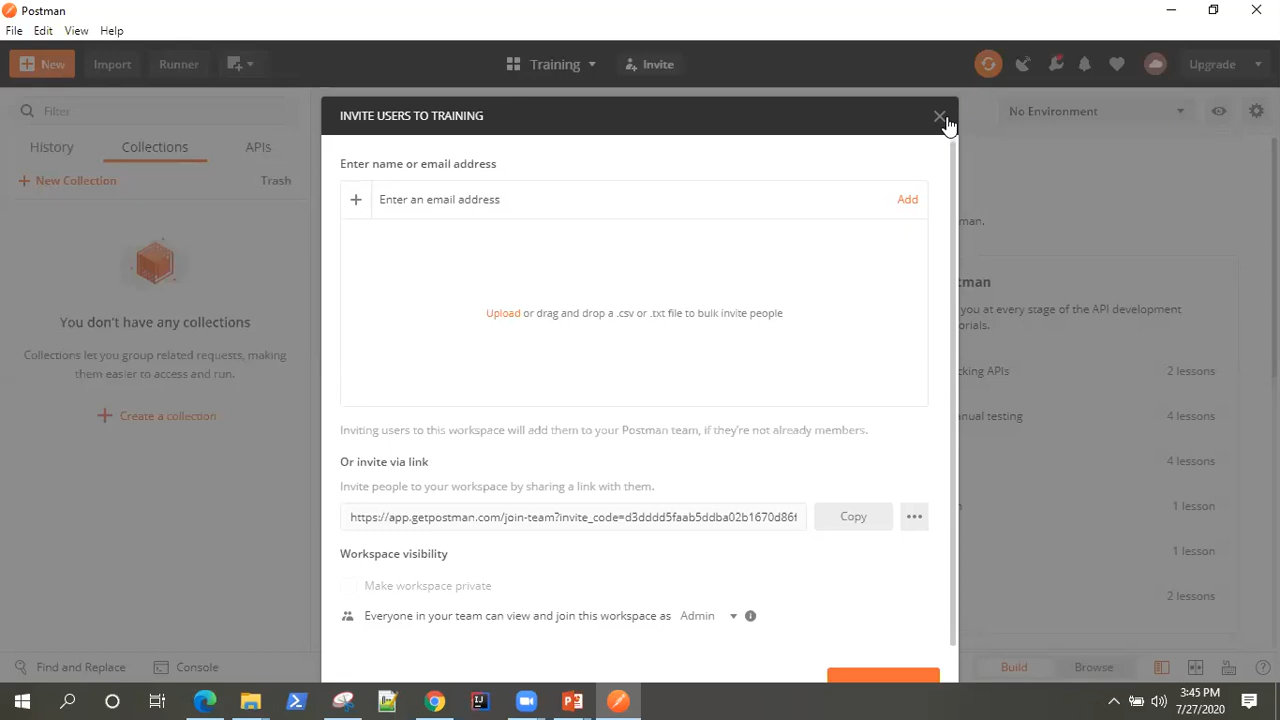 Postman
File Edit View Help
New Import Runner Training Invite Upgrade
Filter
History Collections APIs
New Collection Trash
You don't have any collections
Collections let you group related requests, making
them easier to access and run.
Create a collection
INVITE USERS TO TRAINING
Enter name or email address
Enter an email address Add
Upload or drag and drop a .csv or .txt file to bulk invite people
Inviting users to this workspace will add them to your Postman team, if they're not already members.
Or invite via link
Invite people to your workspace by sharing a link with them.
https://app.getpostman.com/join-team?invite_code=d3dddd5faab5ddba02b1670d86f Copy
Workspace visibility
Make workspace private
Everyone in your team can view and join this workspace as Admin
No Environment
man.
stman
you at every stage of the API development
orials.
cking APIs 2 lessons
anual testing 4 lessons
4 lessons
1 lesson
1 lesson
2 lessons
Find and Replace Console Build Browse
3:45 PM
7/27/2020